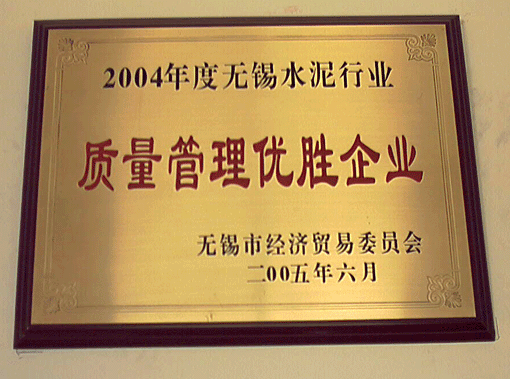 2004年度无锡水泥行业
质量管理优胜企业
无锡市经济贸易委员会
二00五年六月